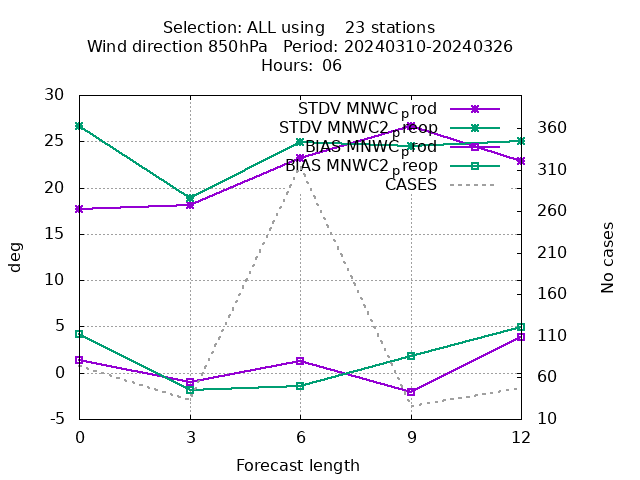 Selection: ALL using 23 stations
Wind direction 850hPa Period: 20240310-20240326
Hours: 06
30
25
20
15
10
5
0
-5
deg
STDV MNWC_prod
STDV MNWC2_preop
BIAS MNWC_prod
BIAS MNWC2_preop
CASES
360
310
260
210
160
110
60
10
No cases
0 3 6 9 12
Forecast length